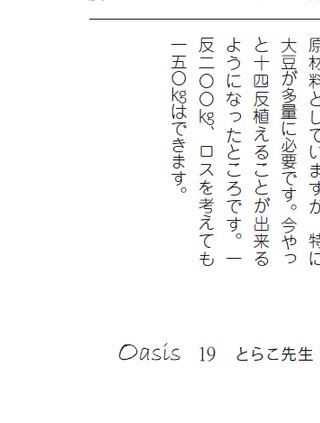 原材料としていますが、特に
大豆が多量に必要です。今やっ
と十四反植えることが出来る
ようになったところです。一
反二〇〇kg、ロスを考えても
一五〇kgはできます。
Oasis 19 とらこ先生